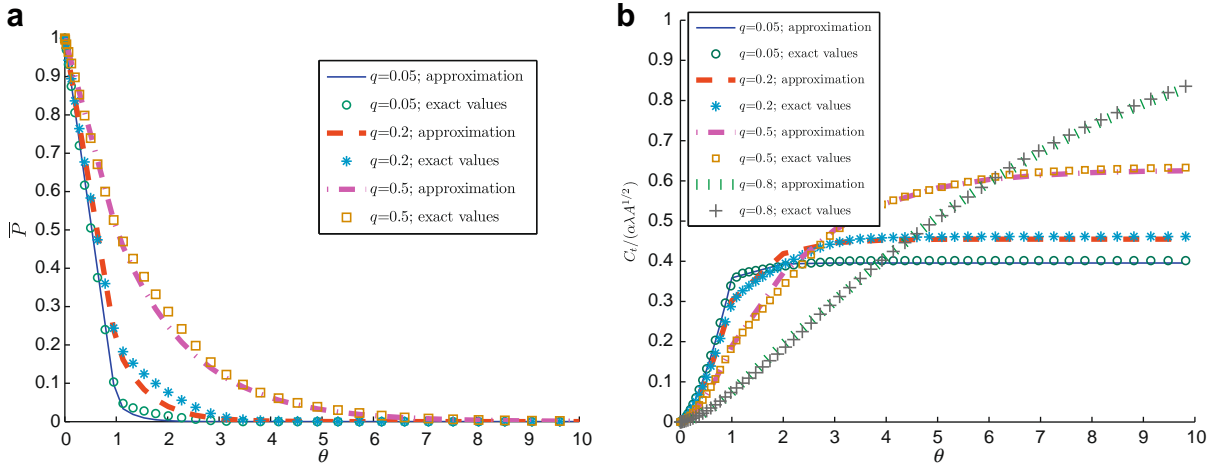 a
1
0.9
0.8
0.7
0.6
0.5
0.4
0.3
0.2
0.1
0
P̅
0 1 2 3 4 5 6 7 8 9 10
θ
q=0.05; approximation
q=0.05; exact values
q=0.2; approximation
q=0.2; exact values
q=0.5; approximation
q=0.5; exact values
b
1
0.9
0.8
0.7
0.6
0.5
0.4
0.3
0.2
0.1
0
C_t/(αλA^{1/2})
0 1 2 3 4 5 6 7 8 9 10
θ
q=0.05; approximation
q=0.05; exact values
q=0.2; approximation
q=0.2; exact values
q=0.5; approximation
q=0.5; exact values
q=0.8; approximation
q=0.8; exact values